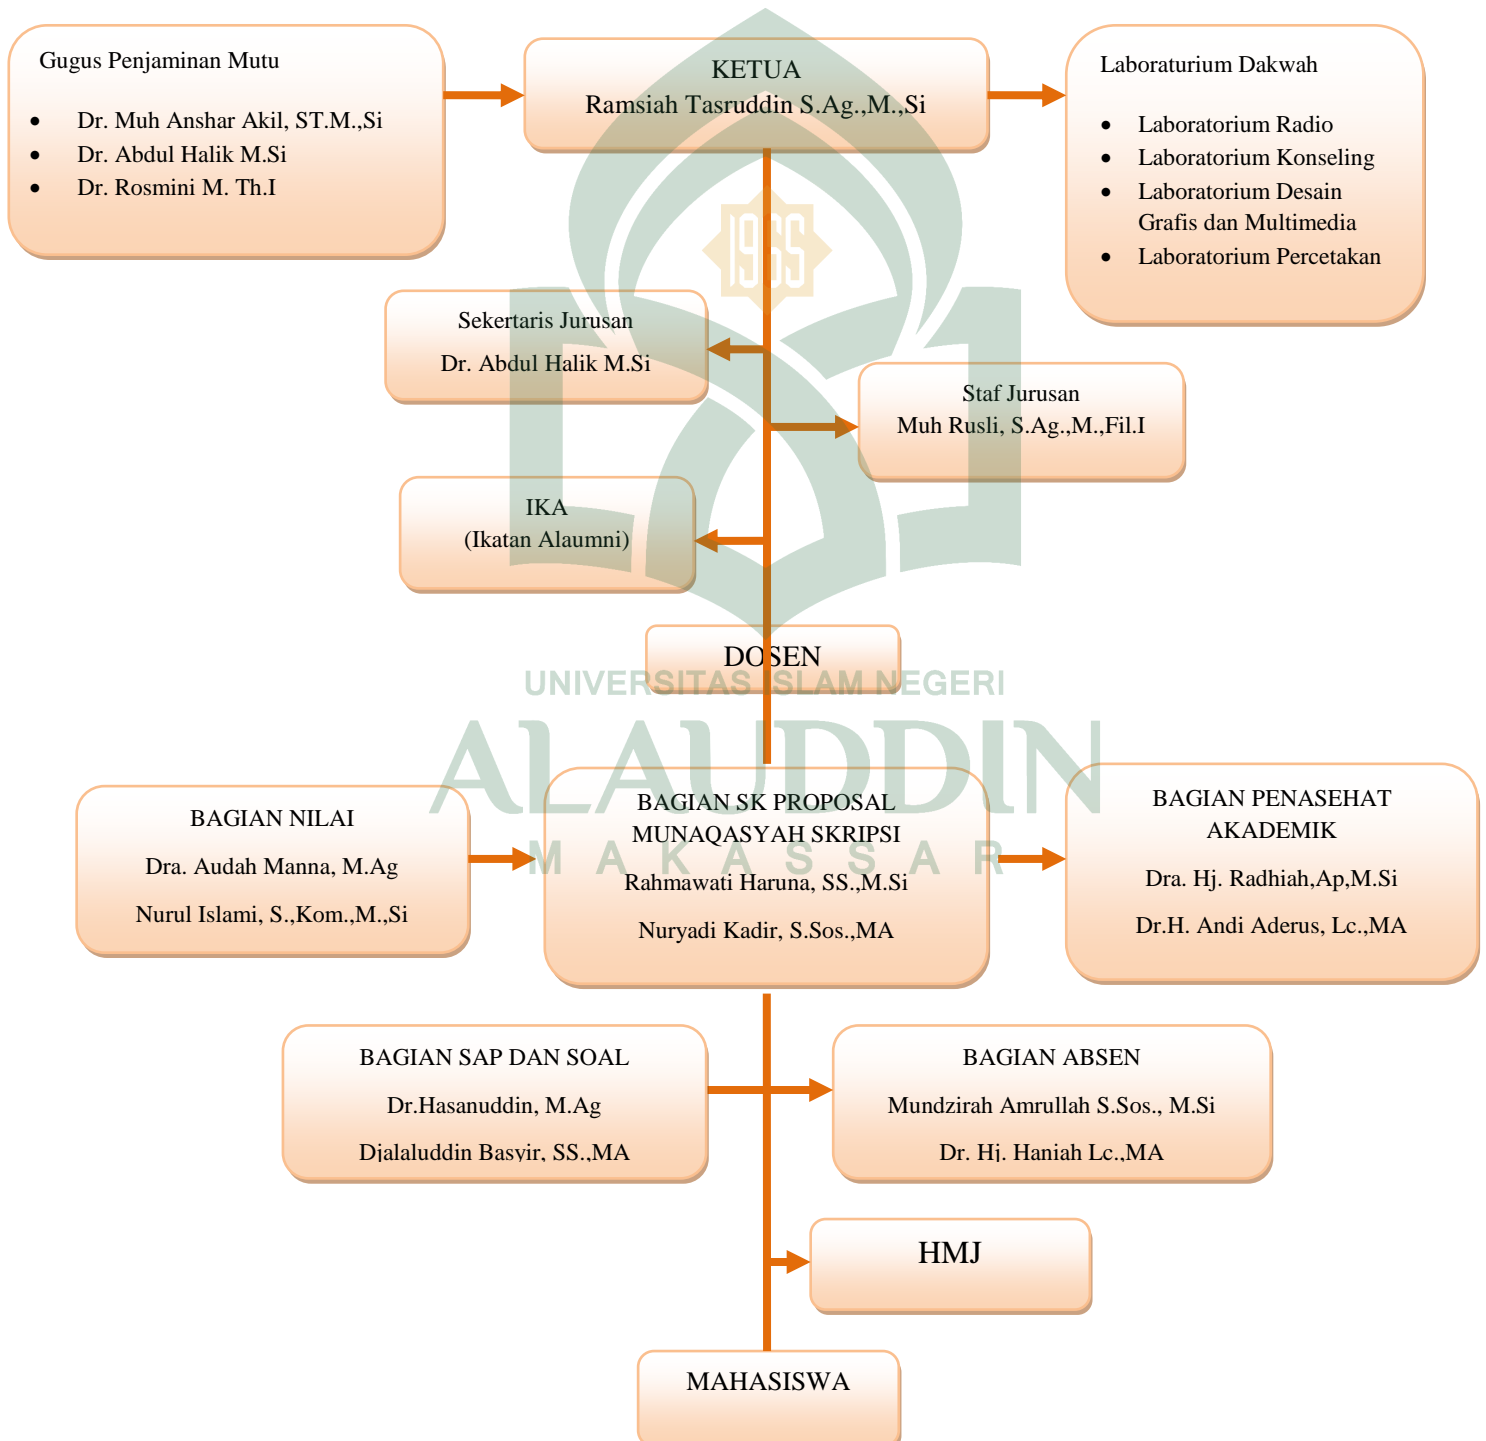 Gugus Penjaminan Mutu
• Dr. Muh Anshar Akil, ST.M.,Si
• Dr. Abdul Halik M.Si
• Dr. Rosmini M. Th.I
KETUA
Ramsiah Tasruddin S.Ag.,M.,Si
Laboraturium Dakwah
• Laboratorium Radio
• Laboratorium Konseling
• Laboratorium Desain
Grafis dan Multimedia
• Laboratorium Percetakan
1965
Sekertaris Jurusan
Dr. Abdul Halik M.Si
Staf Jurusan
Muh Rusli, S.Ag.,M.,Fil.I
IKA
(Ikatan Alaumni)
DOSEN
UNIVERSITAS ISLAM NEGERI
ALAUDDIN
MAKASSAR
BAGIAN NILAI
Dra. Audah Manna, M.Ag
Nurul Islami, S.,Kom.,M.,Si
BAGIAN SK PROPOSAL
MUNAQASYAH SKRIPSI
Rahmawati Haruna, SS.,M.Si
Nuryadi Kadir, S.Sos.,MA
BAGIAN PENASEHAT
AKADEMIK
Dra. Hj. Radhiah,Ap,M.Si
Dr.H. Andi Aderus, Lc.,MA
BAGIAN SAP DAN SOAL
Dr.Hasanuddin, M.Ag
Djalaluddin Basyir, SS.,MA
BAGIAN ABSEN
Mundzirah Amrullah S.Sos., M.Si
Dr. Hj. Haniah Lc.,MA
HMJ
MAHASISWA